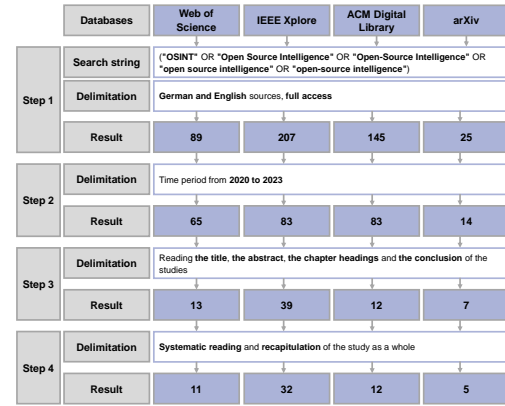 Databases
Web of
Science
IEEE Xplore
ACM Digital
Library
arXiv
Step 1
Search string
("OSINT" OR "Open Source Intelligence" OR "Open-Source Intelligence" OR
"open source intelligence" OR "open-source intelligence")
Delimitation
German and English sources, full access
Result
89
207
145
25
Step 2
Delimitation
Time period from 2020 to 2023
Result
65
83
83
14
Step 3
Delimitation
Reading the title, the abstract, the chapter headings and the conclusion of the
studies
Result
13
39
12
7
Step 4
Delimitation
Systematic reading and recapitulation of the study as a whole
Result
11
32
12
5